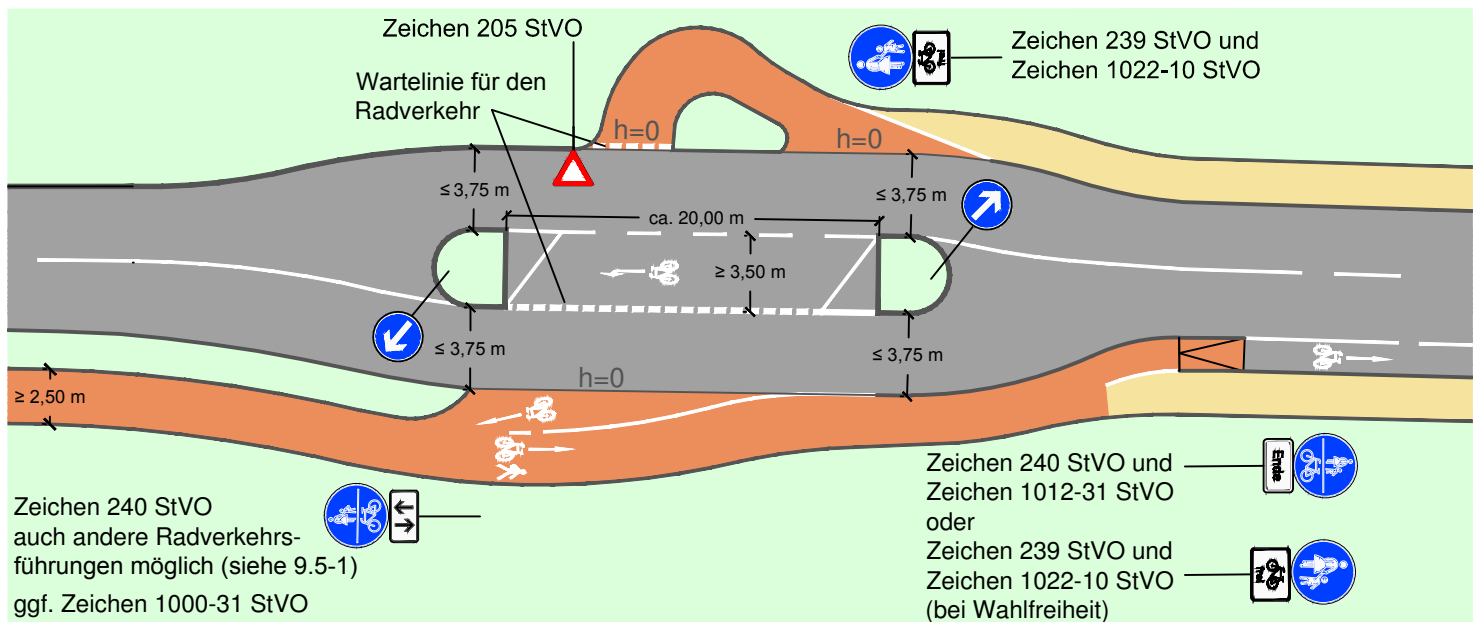 Zeichen 205 StVO
Wartelinie für den
Radverkehr
Zeichen 239 StVO und
Zeichen 1022-10 StVO
frei
h=0
h=0
≤ 3,75 m
≤ 3,75 m
ca. 20,00 m
≥ 3,50 m
≤ 3,75 m
≤ 3,75 m
h=0
≥ 2,50 m
Zeichen 240 StVO
auch andere Radverkehrs-
führungen möglich (siehe 9.5-1)
ggf. Zeichen 1000-31 StVO
Zeichen 240 StVO und
Zeichen 1012-31 StVO
oder
Zeichen 239 StVO und
Zeichen 1022-10 StVO
(bei Wahlfreiheit)
Ende
frei